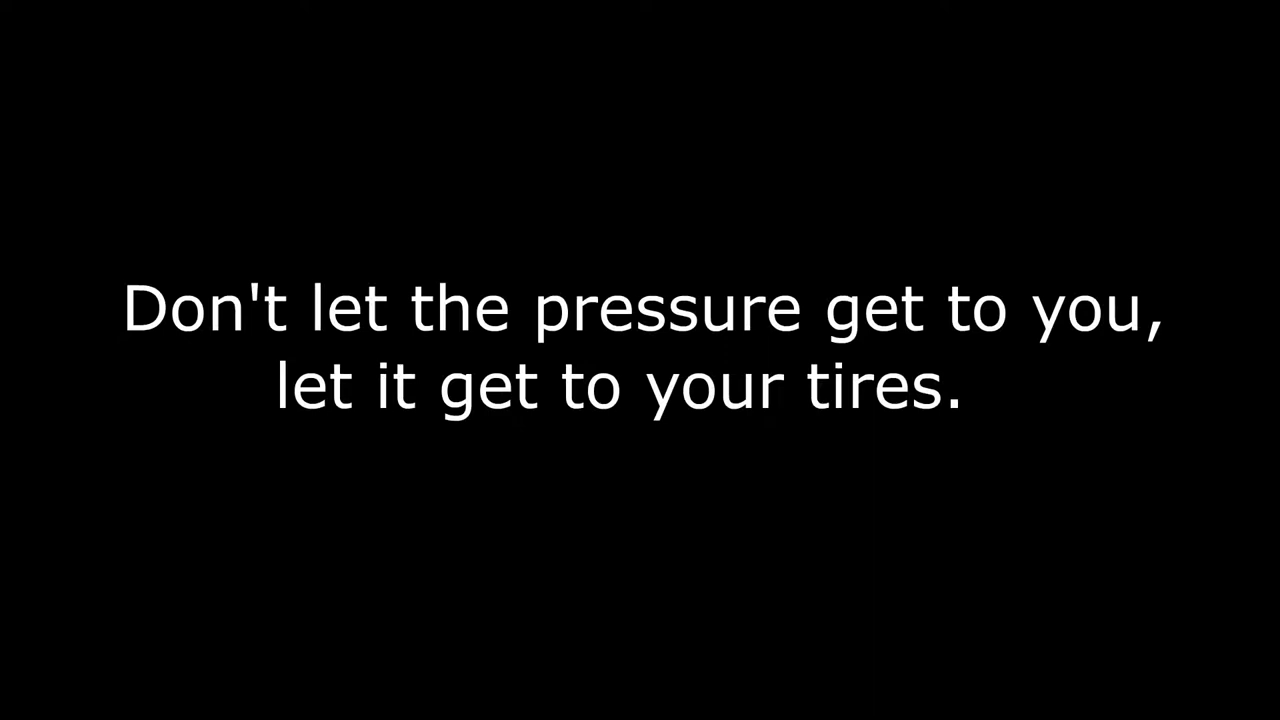 Don't let the pressure get to you,
let it get to your tires.